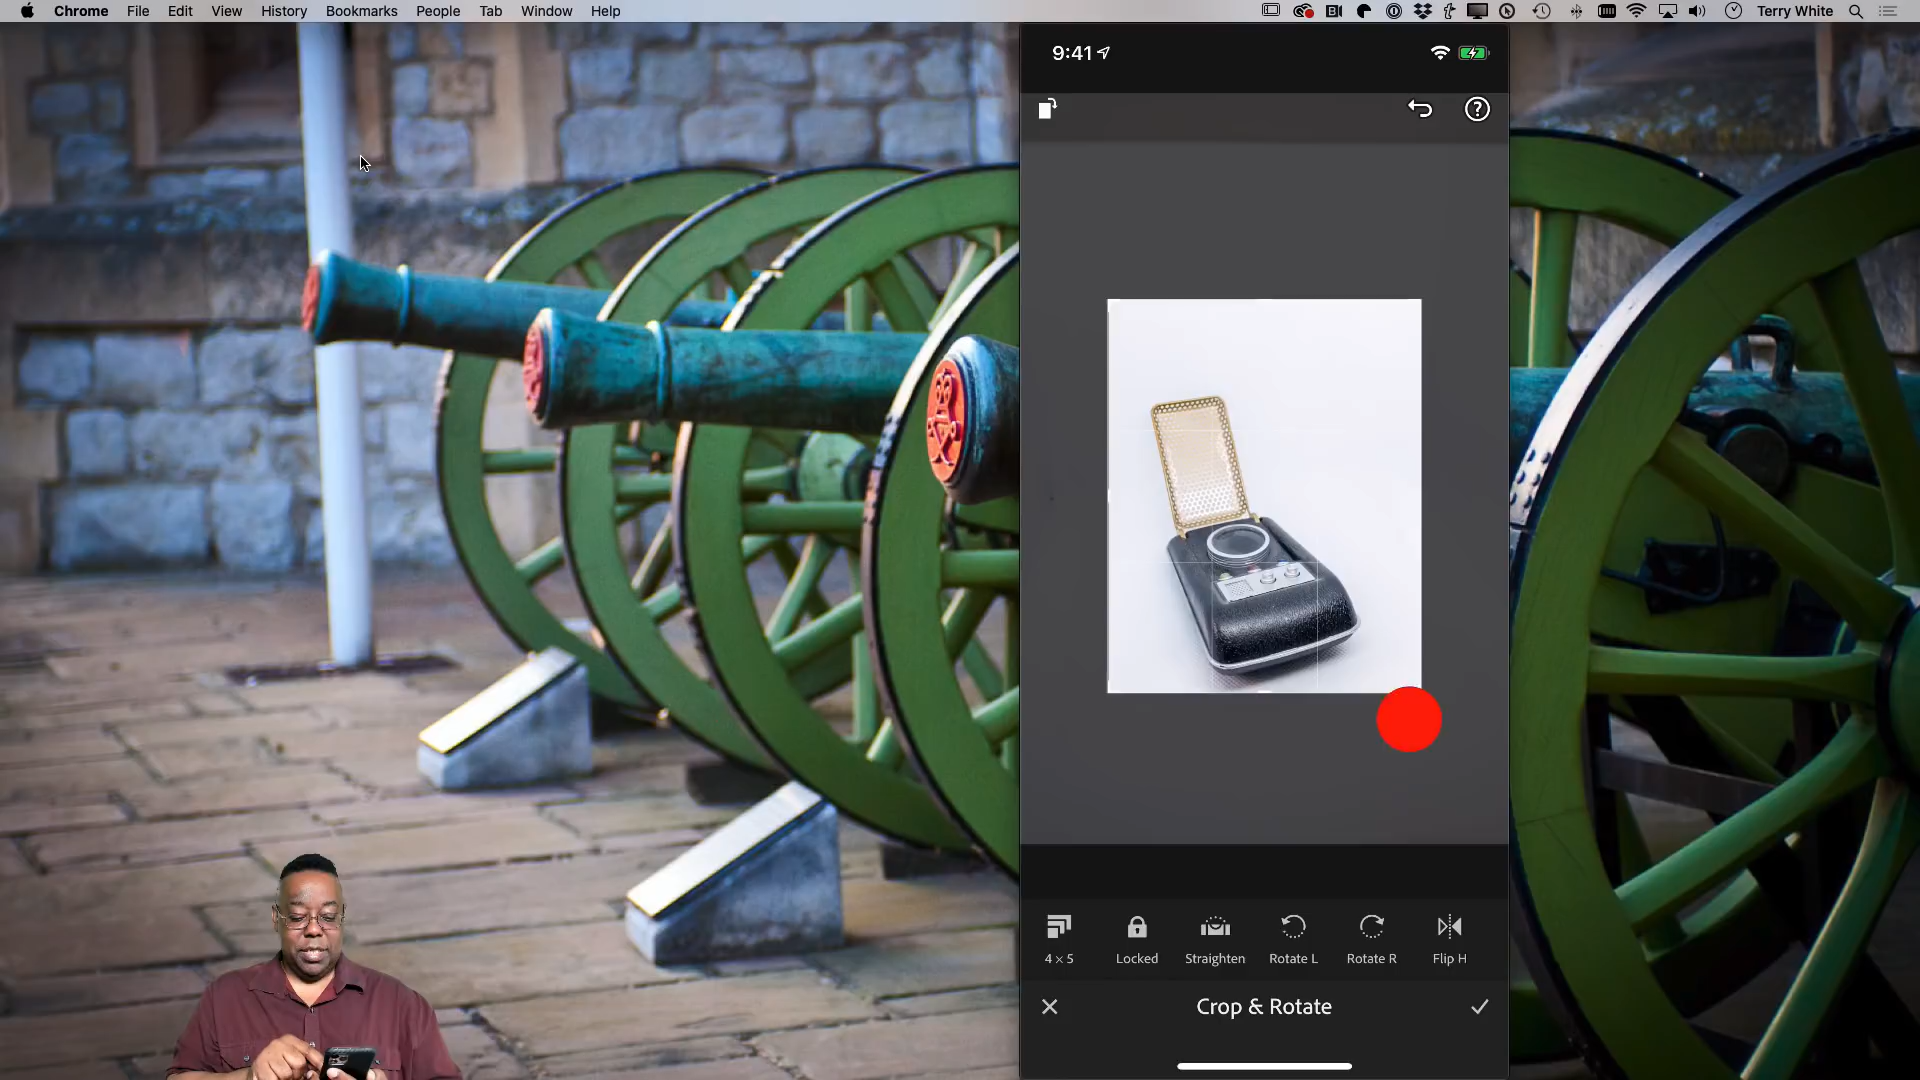 Chrome File Edit View History Bookmarks People Tab Window Help Terry White
9:41
4 × 5 Locked Straighten Rotate L Rotate R Flip H
Crop & Rotate